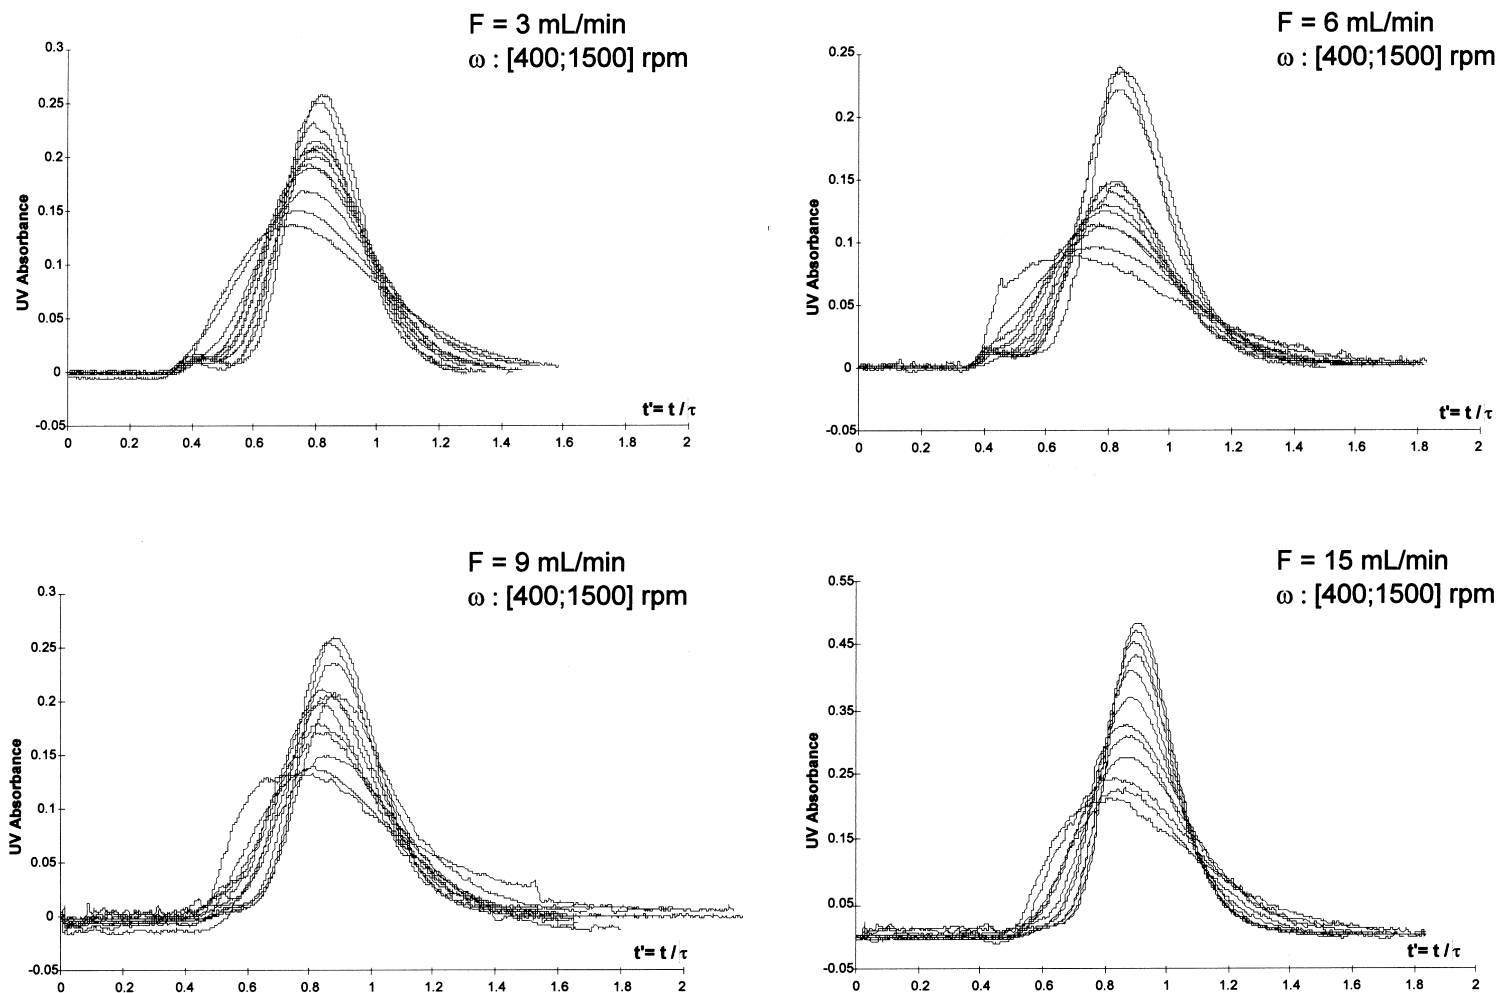 F = 3 mL/min
ω : [400;1500] rpm
0.3
0.25
0.2
0.15
0.1
0.05
0
-0.05
UV Absorbance
t'= t / τ
0 0.2 0.4 0.6 0.8 1 1.2 1.4 1.6 1.8 2
F = 6 mL/min
ω : [400;1500] rpm
0.25
0.2
0.15
0.1
0.05
0
-0.05
UV Absorbance
t'= t / τ
0 0.2 0.4 0.6 0.8 1 1.2 1.4 1.6 1.8 2
F = 9 mL/min
ω : [400;1500] rpm
0.3
0.25
0.2
0.15
0.1
0.05
0
-0.05
UV Absorbance
t'= t / τ
0 0.2 0.4 0.6 0.8 1 1.2 1.4 1.6 1.8 2
F = 15 mL/min
ω : [400;1500] rpm
0.55
0.45
0.35
0.25
0.15
0.05
-0.05
UV Absorbance
t'= t / τ
0 0.2 0.4 0.6 0.8 1 1.2 1.4 1.6 1.8 2